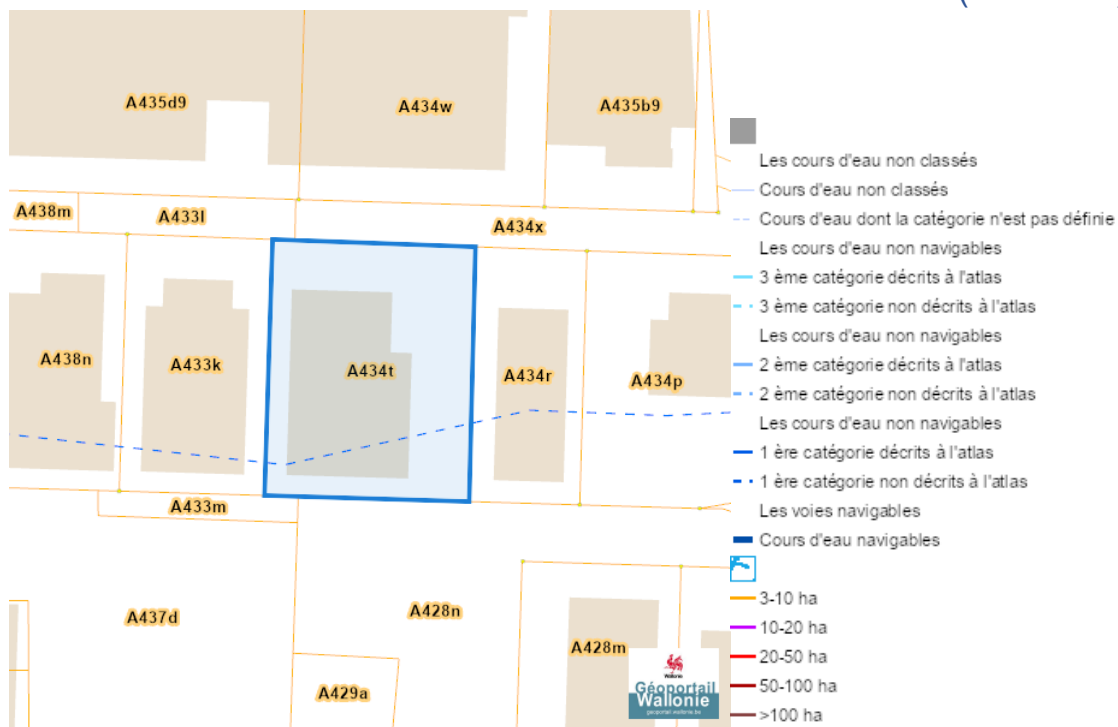 A435d9
A434w
A435b9
A438m
A433l
A434x
A438n
A433k
A434t
A434r
A434p
A433m
A437d
A428n
A428m
A429a
Wallonie
Géoportail
Wallonie
geoportail.wallonie.be
Les cours d'eau non classés
Cours d'eau non classés
Cours d'eau dont la catégorie n'est pas définie
Les cours d'eau non navigables
3 ème catégorie décrits à l'atlas
3 ème catégorie non décrits à l'atlas
Les cours d'eau non navigables
2 ème catégorie décrits à l'atlas
2 ème catégorie non décrits à l'atlas
Les cours d'eau non navigables
1 ère catégorie décrits à l'atlas
1 ère catégorie non décrits à l'atlas
Les voies navigables
Cours d'eau navigables
3-10 ha
10-20 ha
20-50 ha
50-100 ha
>100 ha